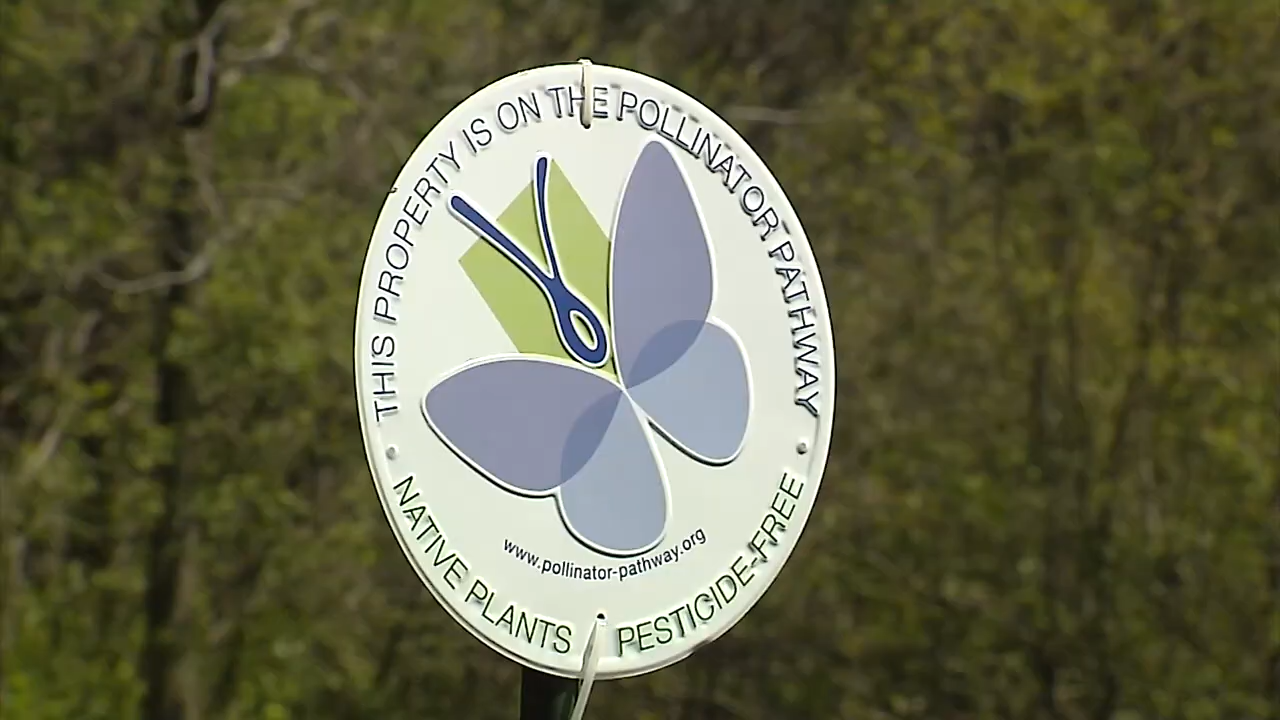 THIS PROPERTY IS ON THE POLLINATOR PATHWAY
www.pollinator-pathway.org
NATIVE PLANTS
PESTICIDE-FREE